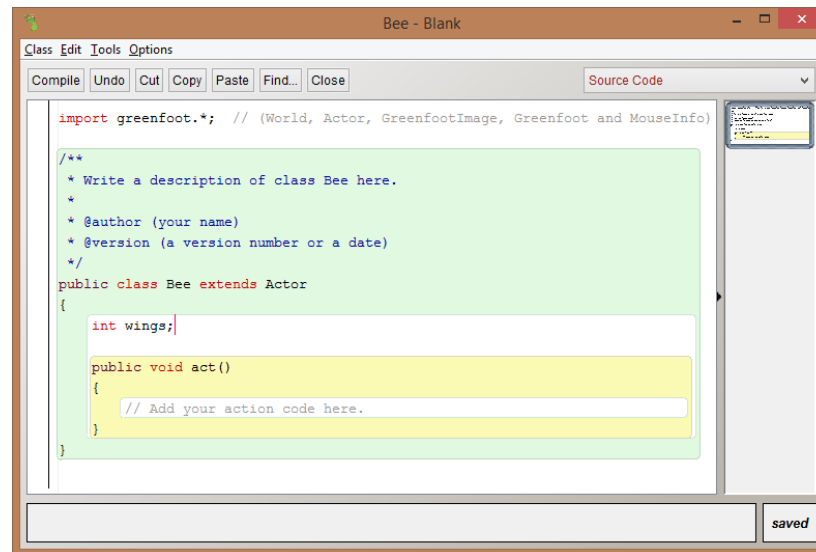 Bee - Blank
Class Edit Tools Options
Compile Undo Cut Copy Paste Find... Close Source Code
import greenfoot.*;  // (World, Actor, GreenfootImage, Greenfoot and MouseInfo)
/**
 * Write a description of class Bee here.
 *
 * @author (your name)
 * @version (a version number or a date)
 */
public class Bee extends Actor
{
    int wings;
    public void act()
    {
        // Add your action code here.
    }
}
saved